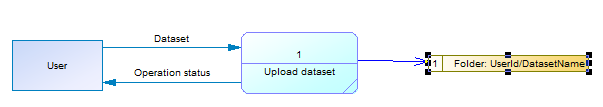 Dataset
1
User
1
Folder: UserId/DatasetName
Operation status
Upload dataset